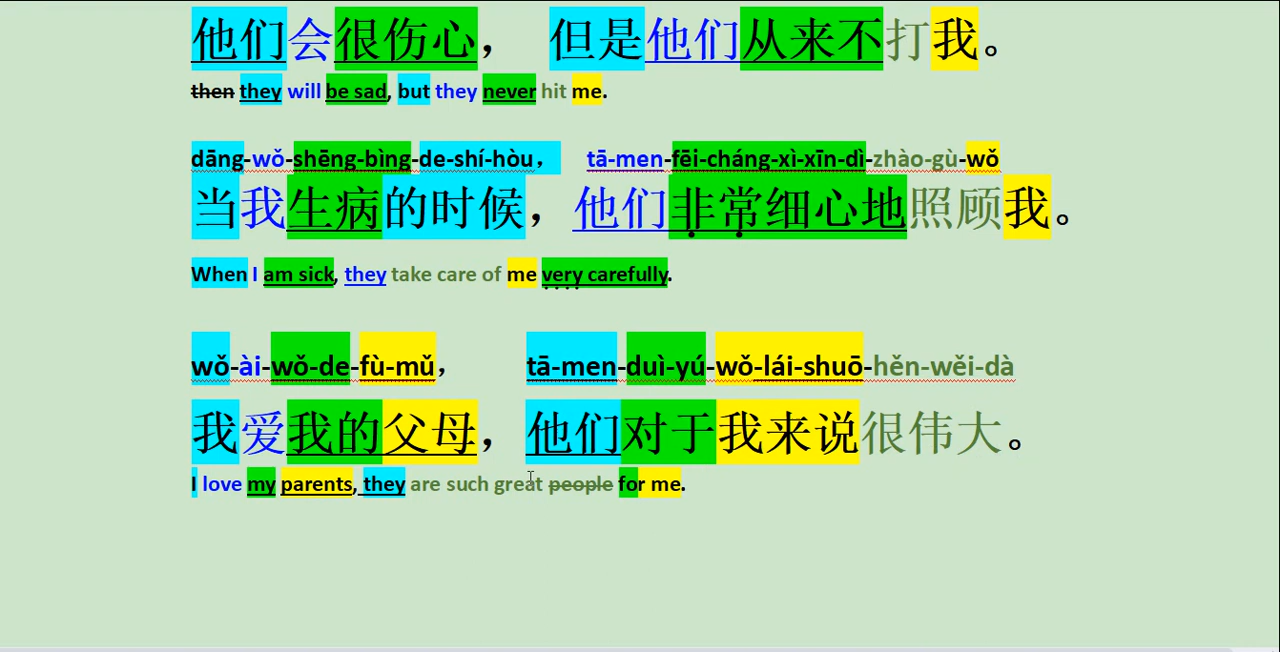 他们会很伤心， 但是他们从来不打我。
then they will be sad, but they never hit me.
dāng-wǒ-shēng-bìng-de-shí-hòu， tā-men-fēi-cháng-xì-xīn-dì-zhào-gù-wǒ
当我生病的时候，他们非常细心地照顾我。
When I am sick, they take care of me very carefully.
wǒ-ài-wǒ-de-fù-mǔ， tā-men-duì-yú-wǒ-lái-shuō-hěn-wěi-dà
我爱我的父母，他们对于我来说很伟大。
I love my parents, they are such great people for me.